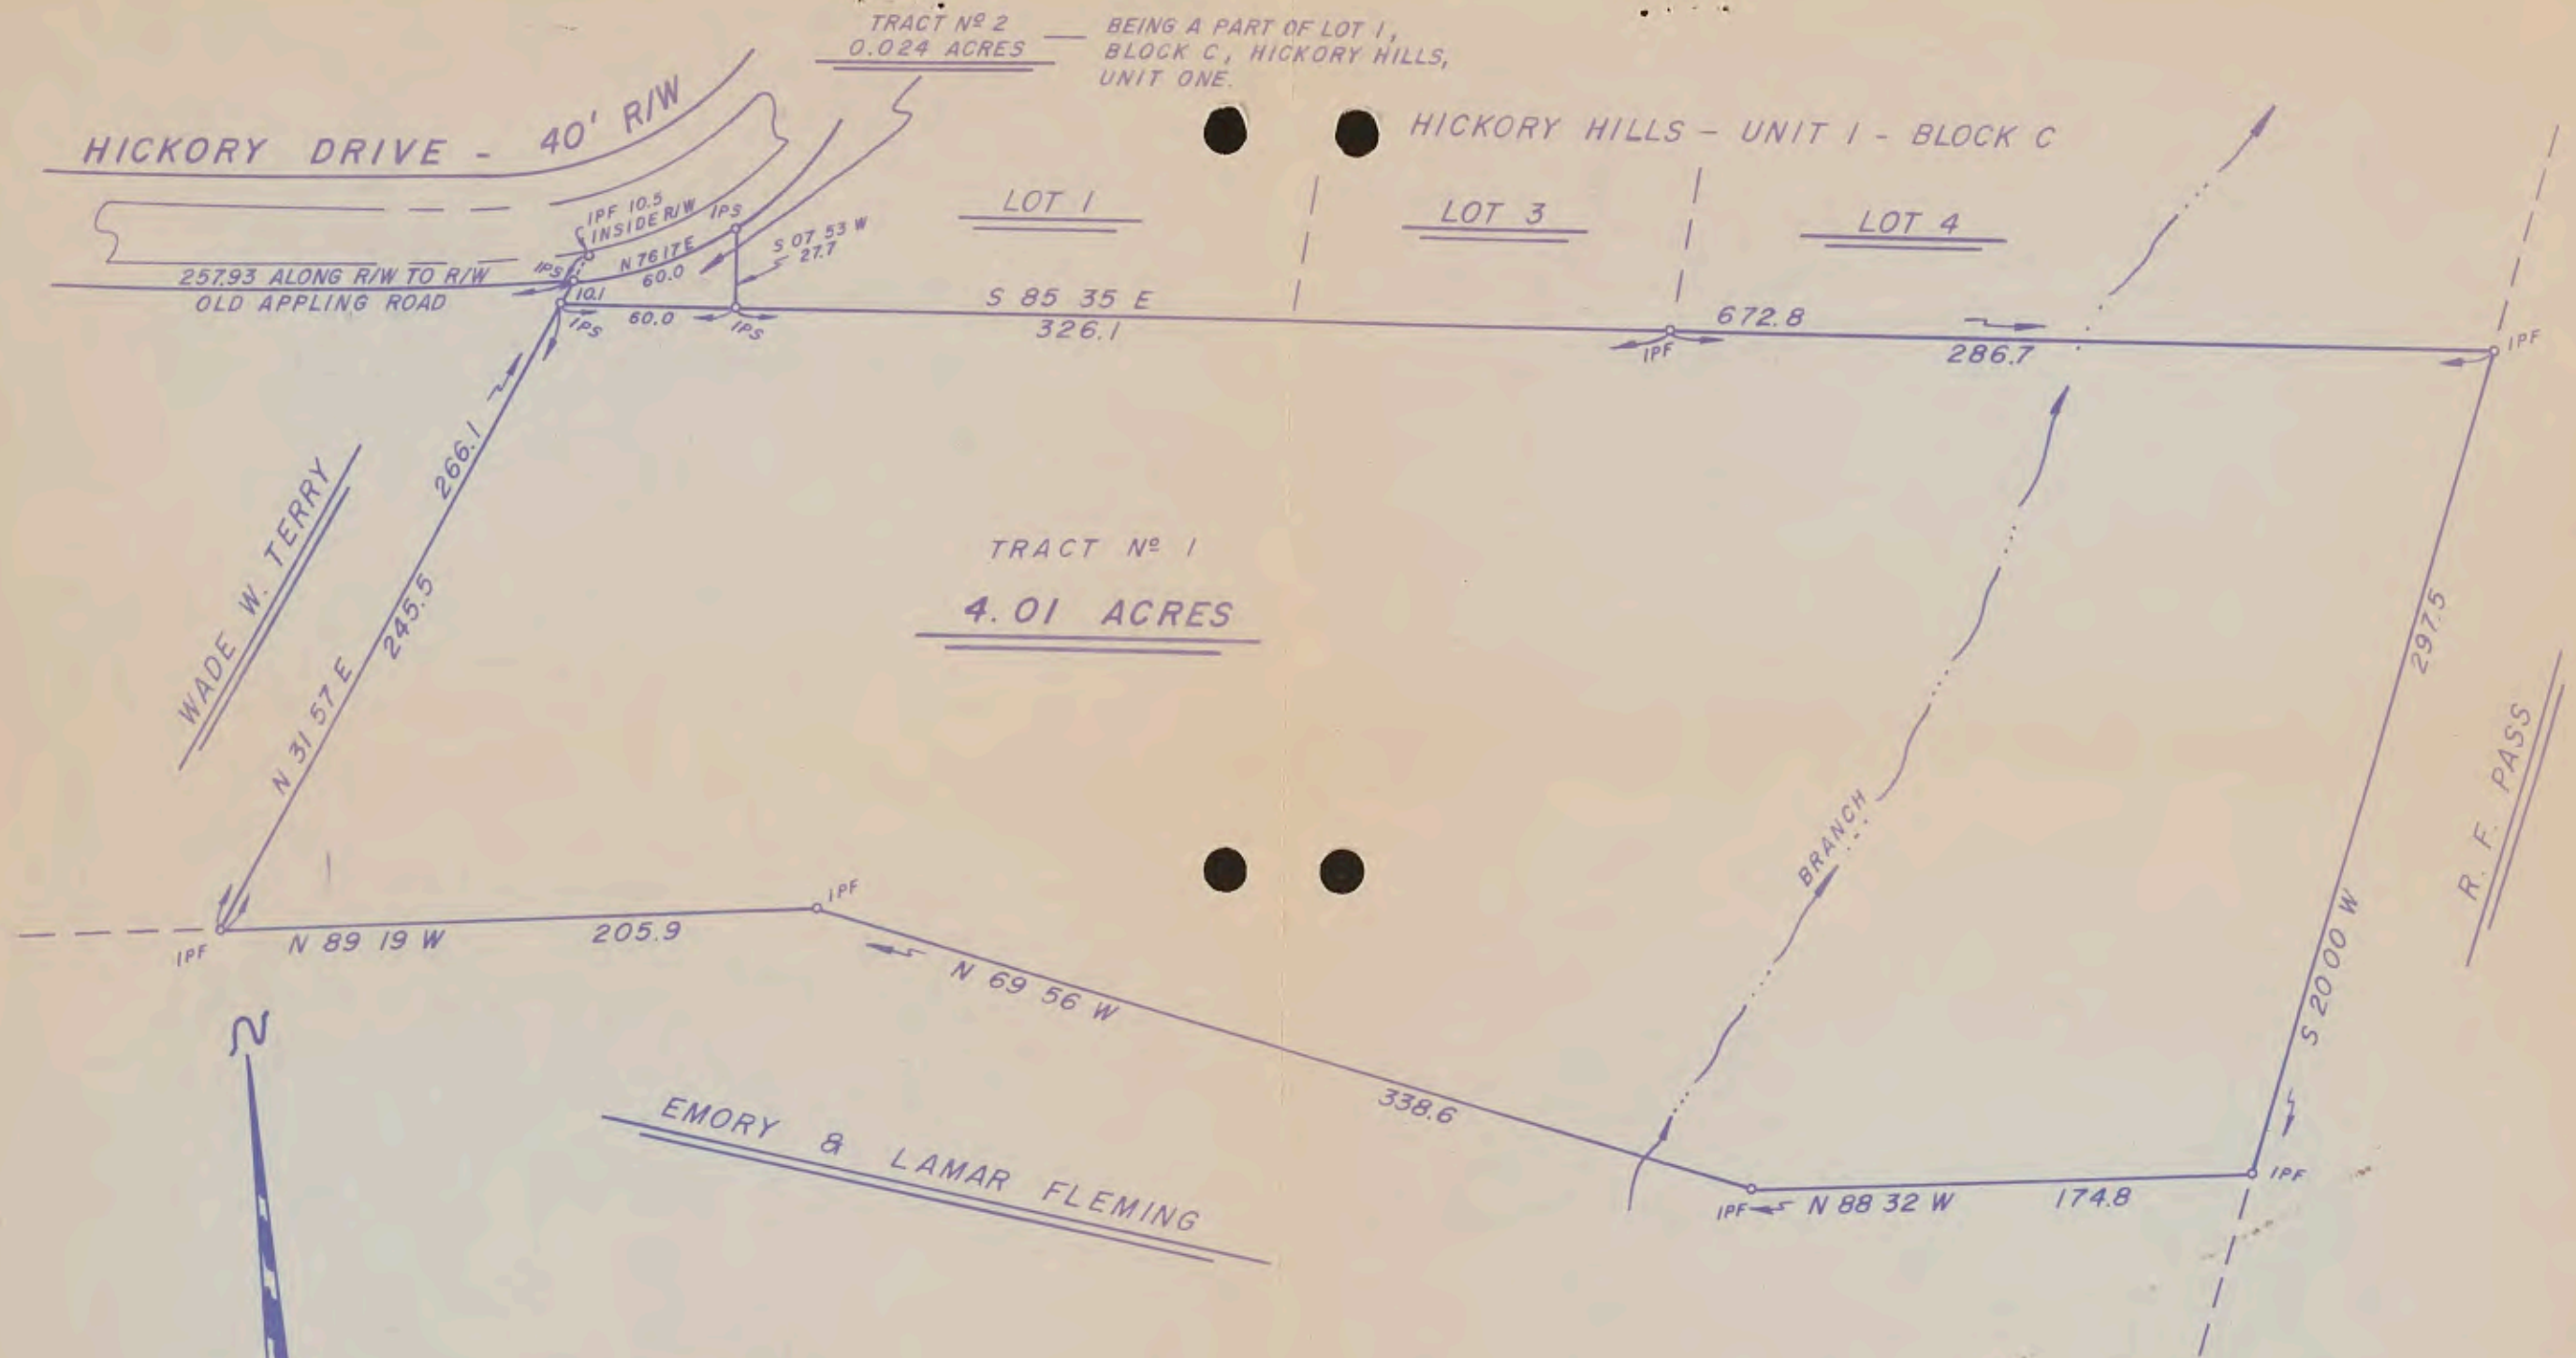 TRACT Nº 2
0.024 ACRES
BEING A PART OF LOT 1,
BLOCK C, HICKORY HILLS,
UNIT ONE.
HICKORY DRIVE - 40' R/W
HICKORY HILLS - UNIT 1 - BLOCK C
LOT 1
LOT 3
LOT 4
IPF 10.5
INSIDE R/W
IPS
N 76 17 E
60.0
S 07 53 W
27.7
257.93 ALONG R/W TO R/W
OLD APPLING ROAD
IPS
10.1
IPS
60.0
IPS
S 85 35 E
326.1
672.8
IPF
286.7
IPF
WADE W. TERRY
266.1
245.5
N 31 57 E
TRACT Nº 1
4.01 ACRES
297.5
S 20 00 W
R. F. PASS
BRANCH
IPF
N 89 19 W
205.9
IPF
N 69 56 W
338.6
EMORY & LAMAR FLEMING
IPF
N 88 32 W
174.8
IPF
N